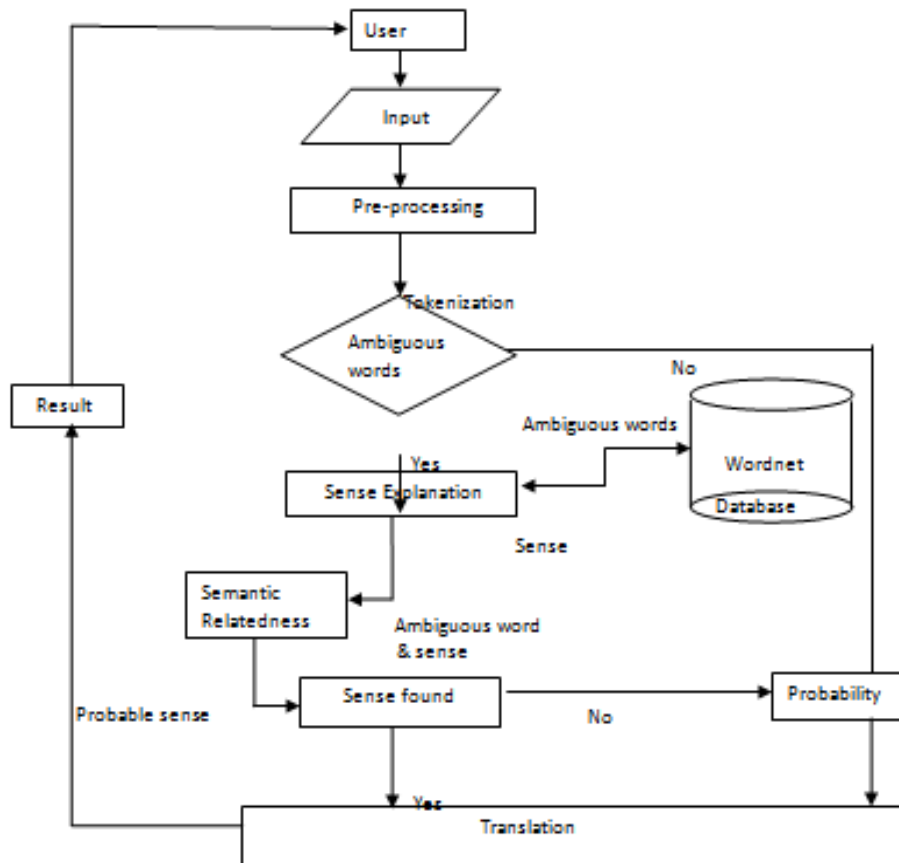 User
Input
Pre-processing
Tokenization
Ambiguous
words
No
Result
Ambiguous words
Yes
Wordnet
Sense Explanation
Database
Sense
Semantic
Relatedness
Ambiguous word
& sense
Sense found
Probability
Probable sense
No
Yes
Translation